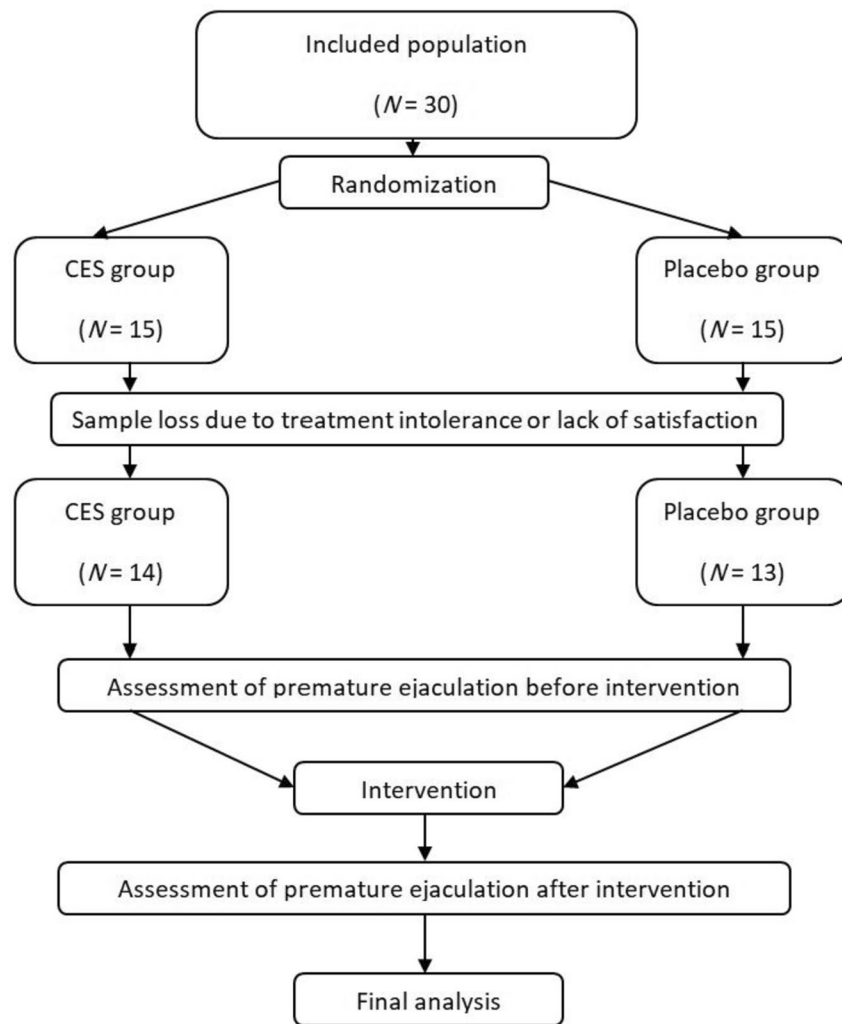 Included population
(N = 30)
Randomization
CES group
(N = 15)
Placebo group
(N = 15)
Sample loss due to treatment intolerance or lack of satisfaction
CES group
(N = 14)
Placebo group
(N = 13)
Assessment of premature ejaculation before intervention
Intervention
Assessment of premature ejaculation after intervention
Final analysis